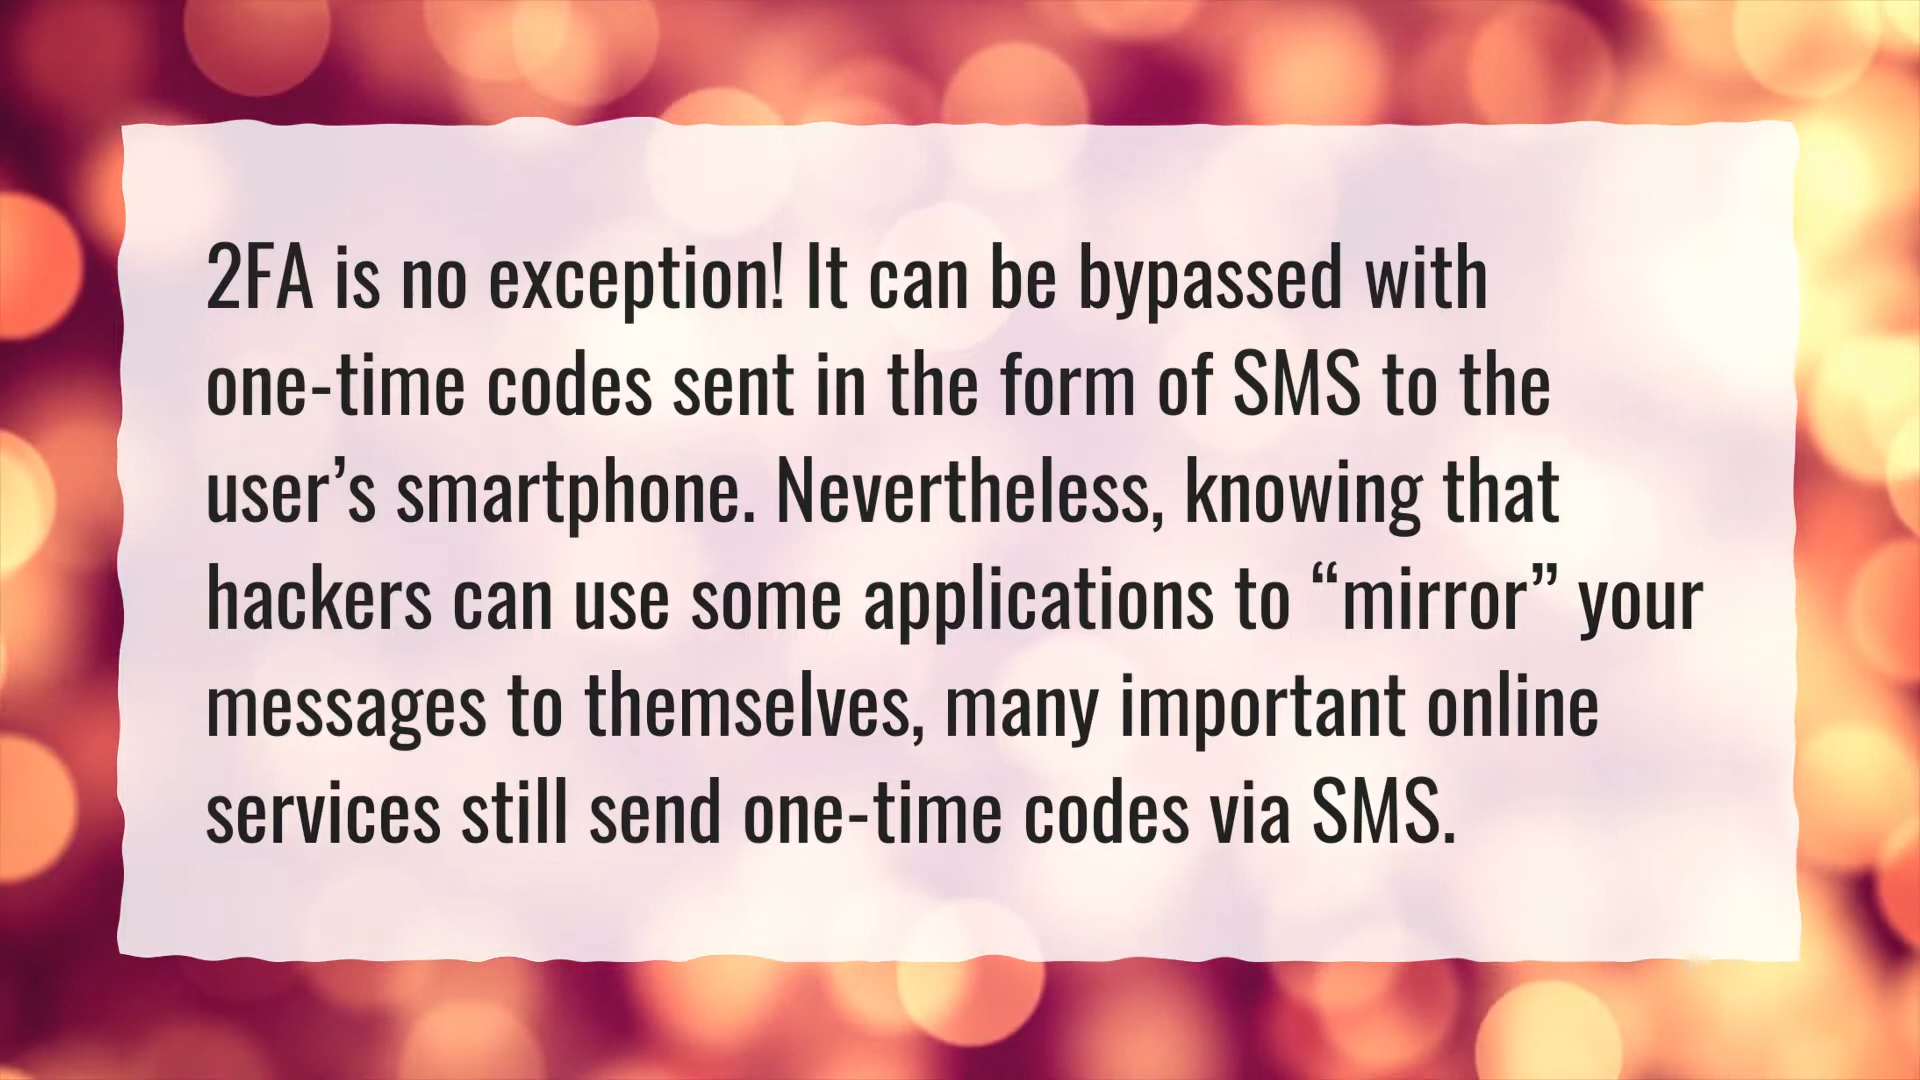 2FA is no exception! It can be bypassed with
one-time codes sent in the form of SMS to the
user’s smartphone. Nevertheless, knowing that
hackers can use some applications to “mirror” your
messages to themselves, many important online
services still send one-time codes via SMS.